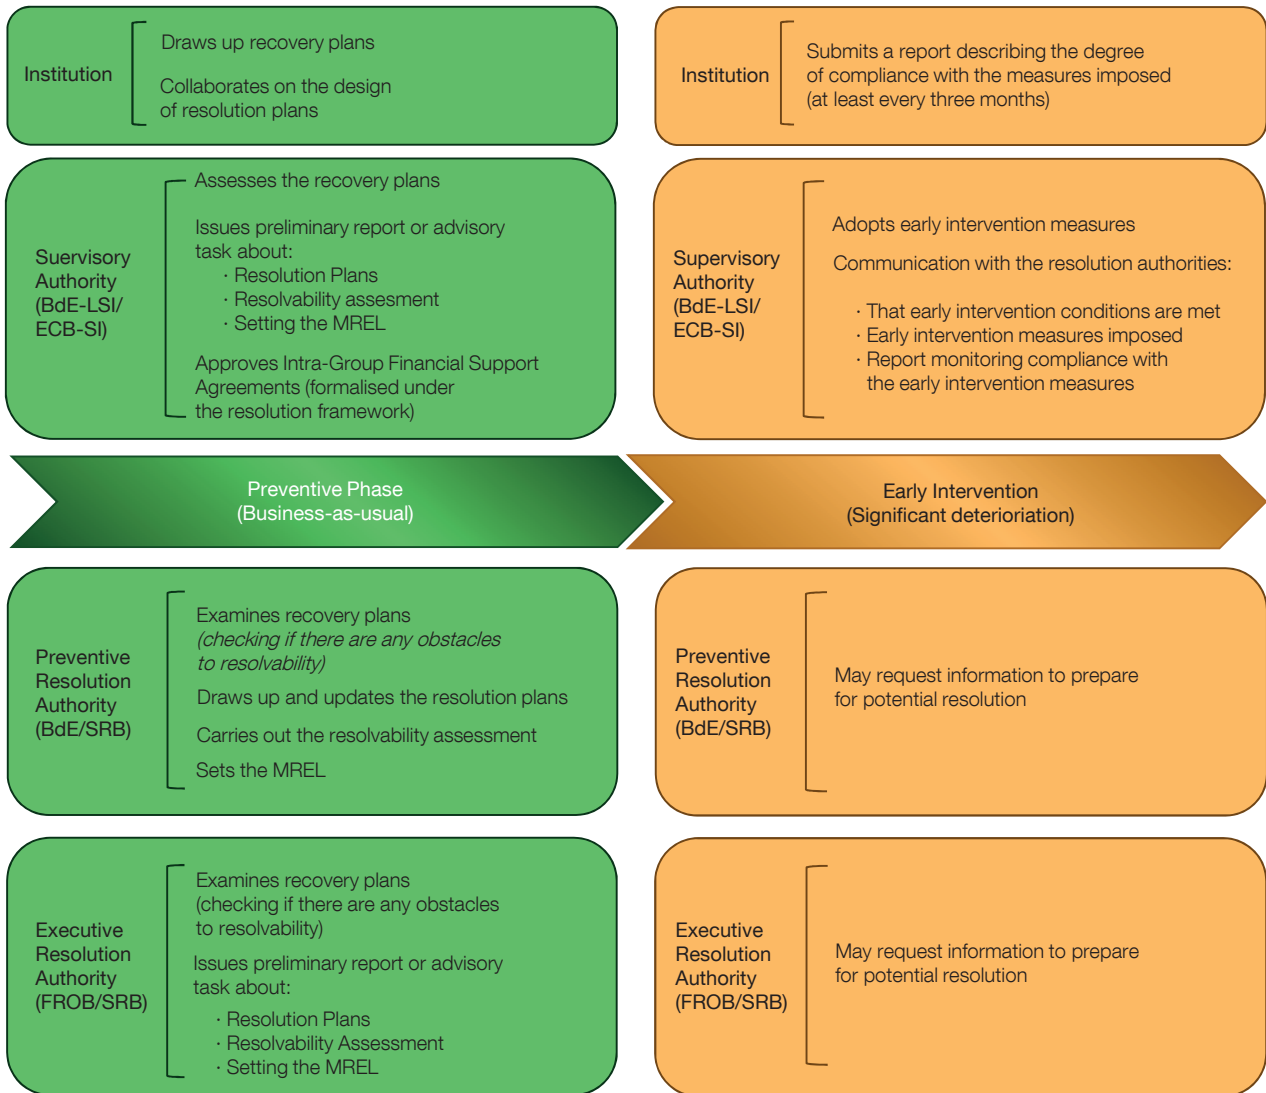 Institution
Draws up recovery plans
Collaborates on the design
of resolution plans
Institution
Submits a report describing the degree
of compliance with the measures imposed
(at least every three months)
Suervisory
Authority
(BdE-LSI/
ECB-SI)
Assesses the recovery plans
Issues preliminary report or advisory
task about:
· Resolution Plans
· Resolvability assesment
· Setting the MREL
Approves Intra-Group Financial Support
Agreements (formalised under
the resolution framework)
Supervisory
Authority
(BdE-LSI/
ECB-SI)
Adopts early intervention measures
Communication with the resolution authorities:
· That early intervention conditions are met
· Early intervention measures imposed
· Report monitoring compliance with
the early intervention measures
Preventive Phase
(Business-as-usual)
Early Intervention
(Significant deterioriation)
Preventive
Resolution
Authority
(BdE/SRB)
Examines recovery plans
(checking if there are any obstacles
to resolvability)
Draws up and updates the resolution plans
Carries out the resolvability assessment
Sets the MREL
Preventive
Resolution
Authority
(BdE/SRB)
May request information to prepare
for potential resolution
Executive
Resolution
Authority
(FROB/SRB)
Examines recovery plans
(checking if there are any obstacles
to resolvability)
Issues preliminary report or advisory
task about:
· Resolution Plans
· Resolvability Assessment
· Setting the MREL
Executive
Resolution
Authority
(FROB/SRB)
May request information to prepare
for potential resolution